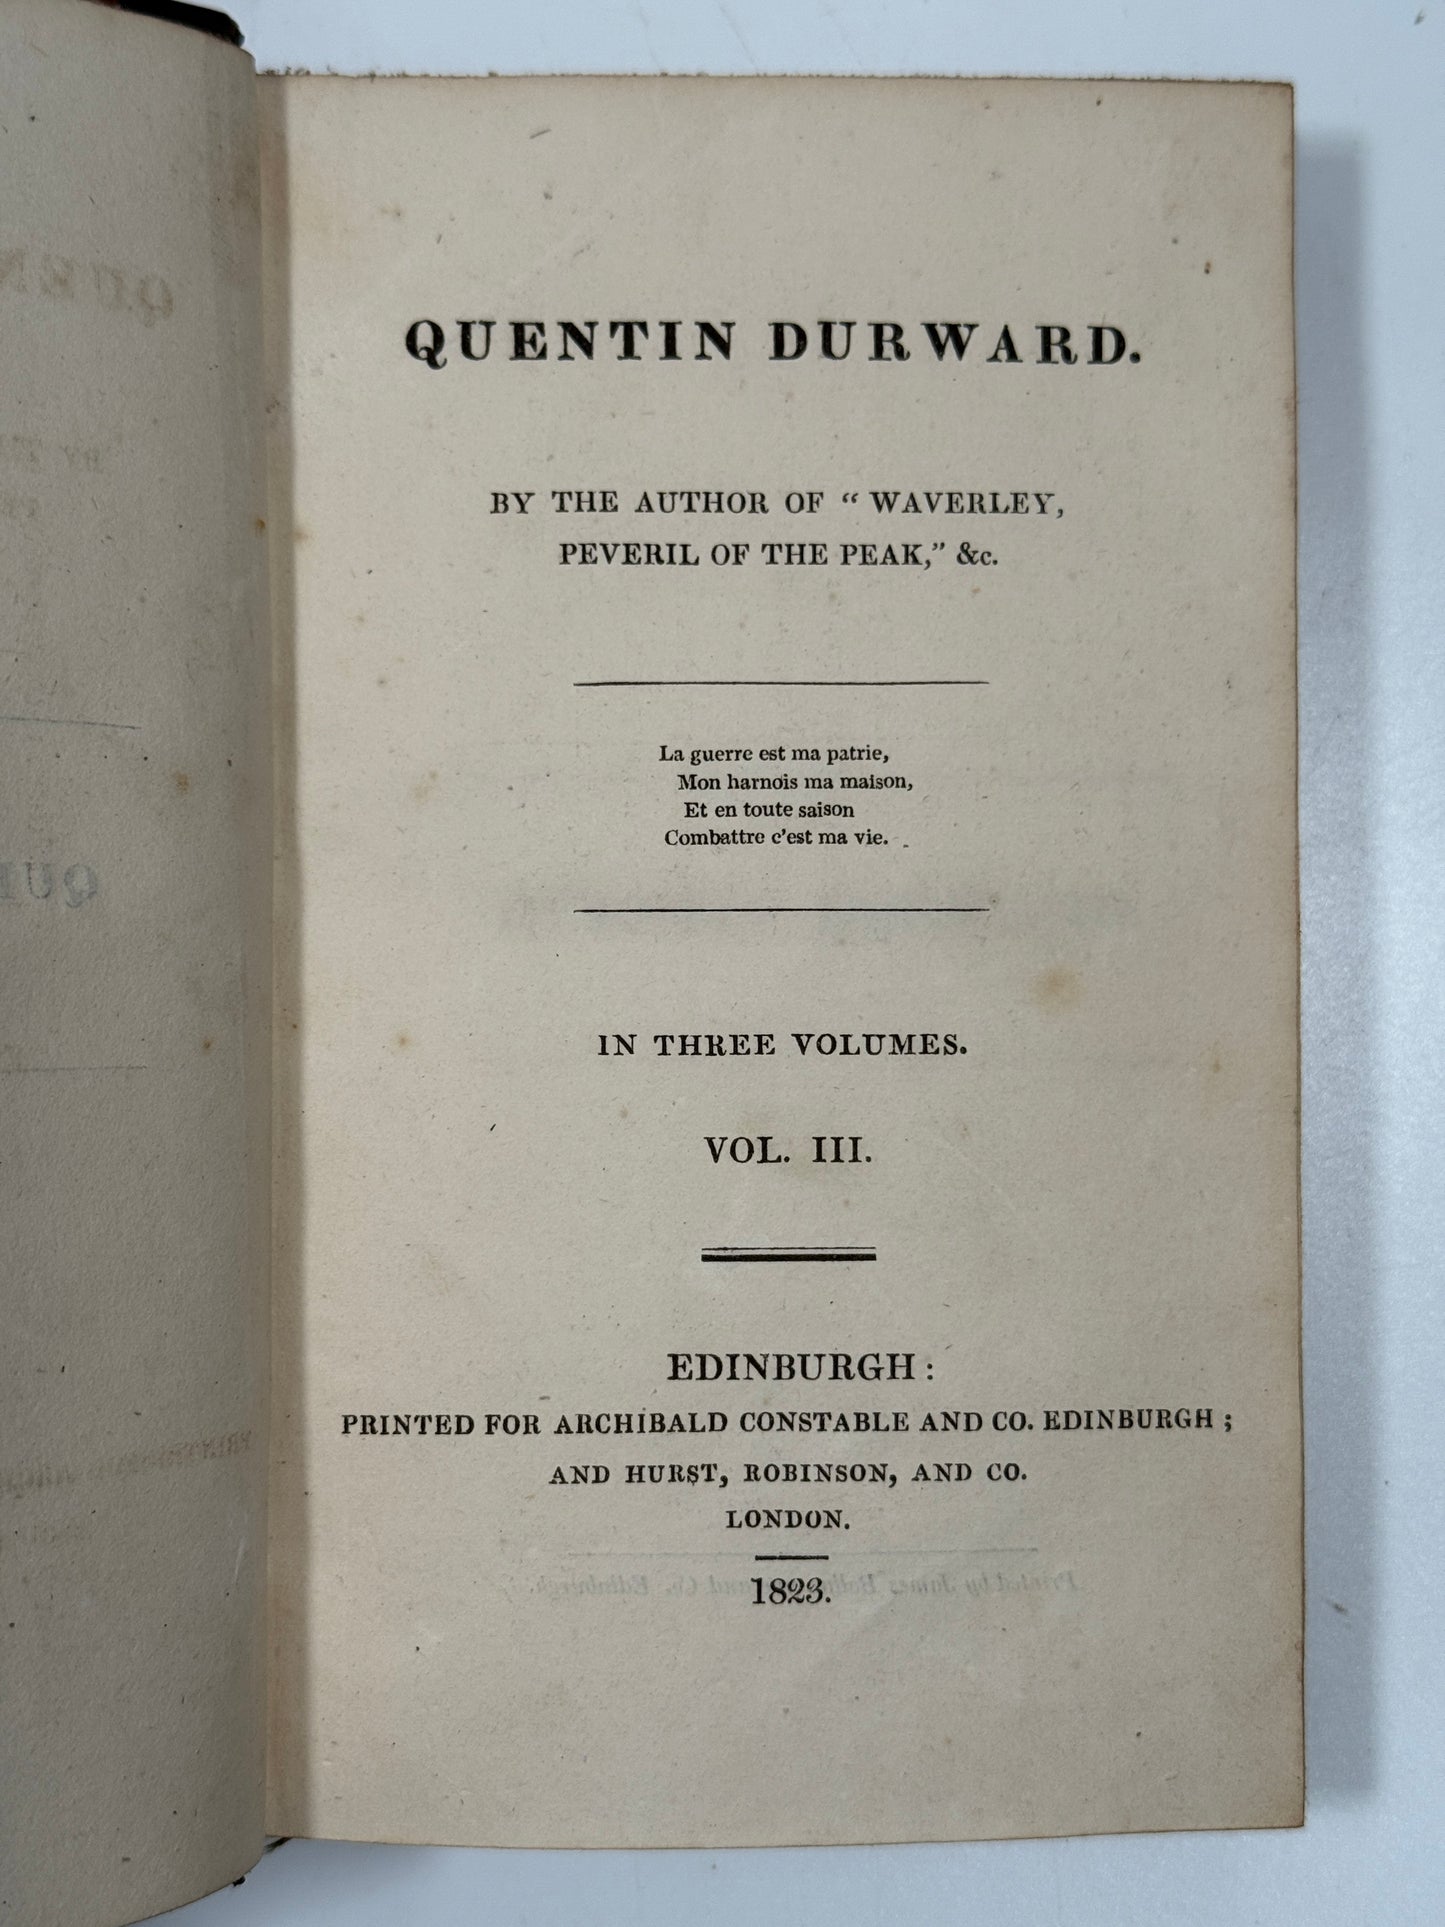 QUENTIN DURWARD.
BY THE AUTHOR OF “ WAVERLEY,
PEVERIL OF THE PEAK,” &c.
La guerre est ma patrie,
Mon harnois ma maison,
Et en toute saison
Combattre c’est ma vie.
IN THREE VOLUMES.
VOL. III.
EDINBURGH:
PRINTED FOR ARCHIBALD CONSTABLE AND CO. EDINBURGH ;
AND HURST, ROBINSON, AND CO.
LONDON.
1823.